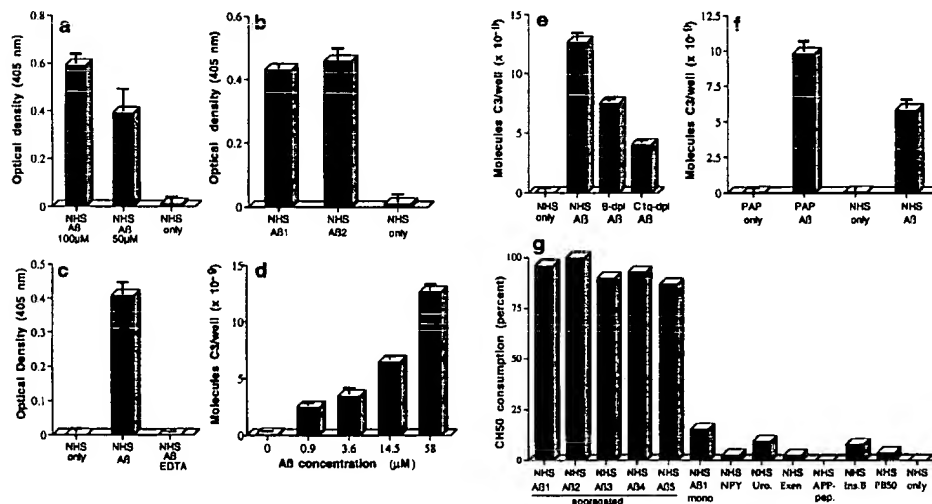 a
Optical density (405 nm)
0.8
0.6
0.4
0.2
0
NHS Aß 100µM
NHS Aß 50µM
NHS only
b
Optical density (405 nm)
0.6
0.4
0.2
0
NHS Aß1
NHS Aß2
NHS only
c
Optical Density (405 nm)
0.5
0.4
0.3
0.2
0.1
0.0
NHS only
NHS Aß
NHS Aß EDTA
d
Molecules C3/well (x 10⁻⁹)
15
10
5
0
0 0.9 3.6 14.5 58
Aß concentration (µM)
e
Molecules C3/well
15
10
5
0
NHS only
NHS Aß
B-dpl Aß
C1q-dpl Aß
f
Molecules C3/well
12.5
10
7.5
5
2.5
0
PAP only
PAP Aß
NHS only
NHS Aß
g
CH50 consumption (percent)
100
75
50
25
0
NHS Aß1
NHS Aß2
NHS Aß3
NHS Aß4
NHS Aß5
aggregated
NHS Aß1 mono
NHS NPY
NHS Uro.
NHS Exen
NHS APP-pep.
NHS Ins.B
NHS PB50
NHS only